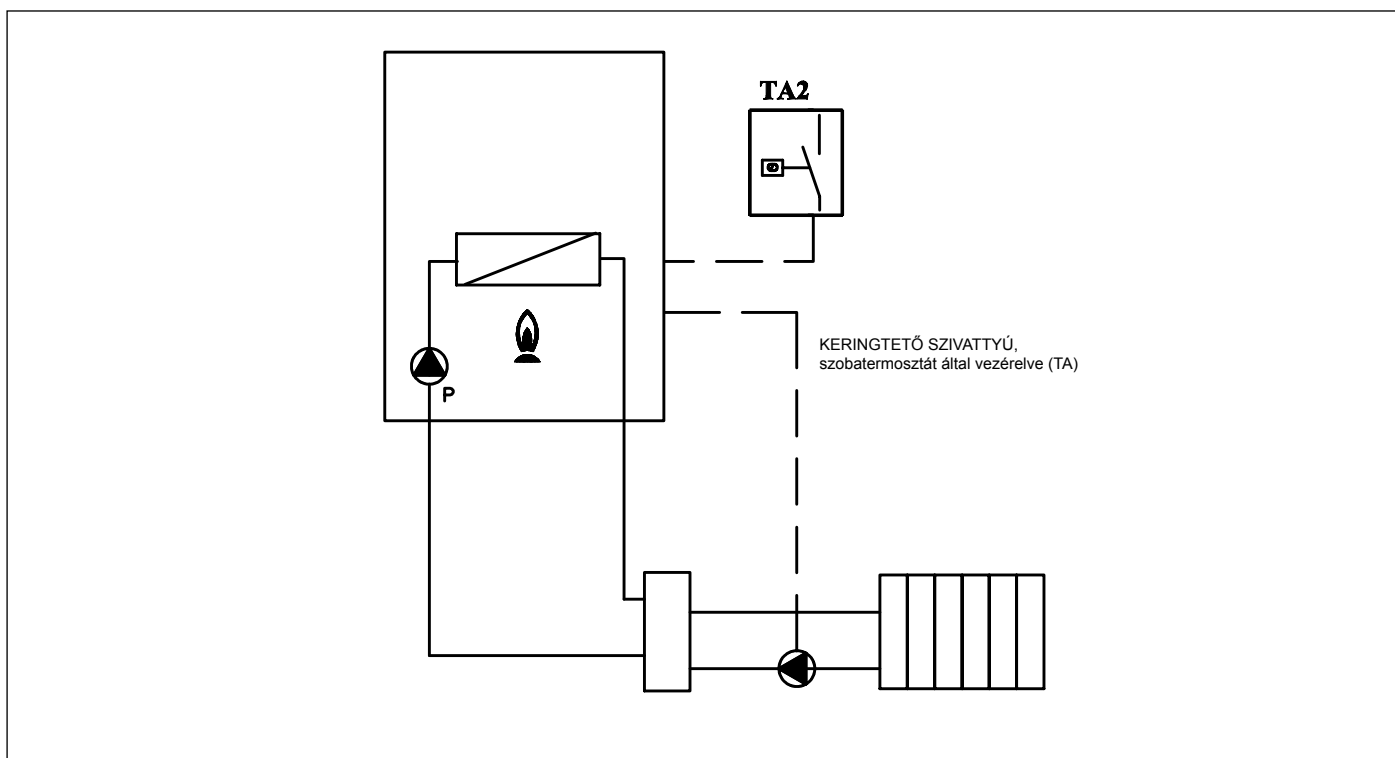 TA2
KERINGTETŐ SZIVATTYÚ,
szobatermosztát által vezérelve (TA)
P